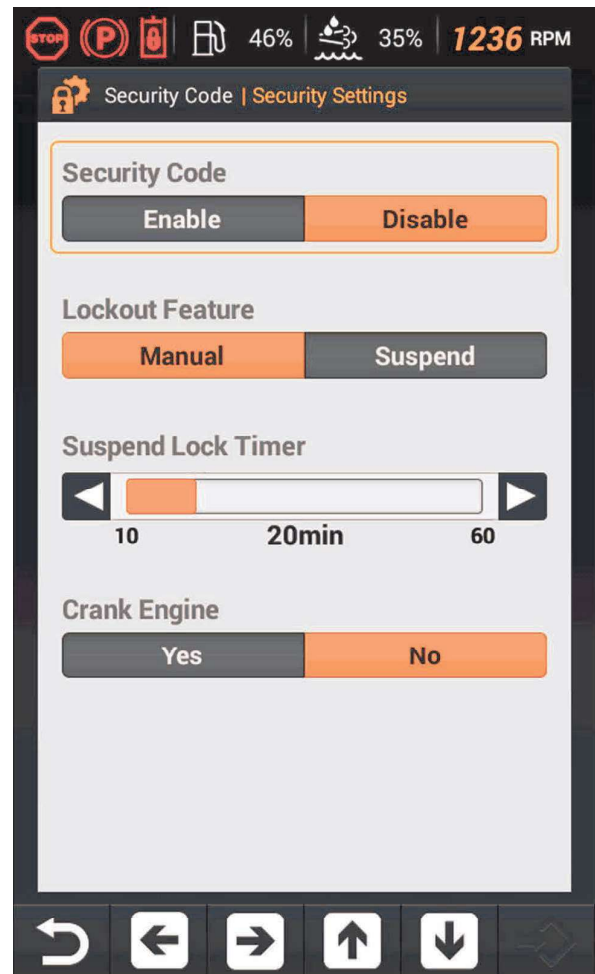 STOP P 46% 35% 1236 RPM
Security Code | Security Settings
Security Code
Enable Disable
Lockout Feature
Manual Suspend
Suspend Lock Timer
10 20min 60
Crank Engine
Yes No